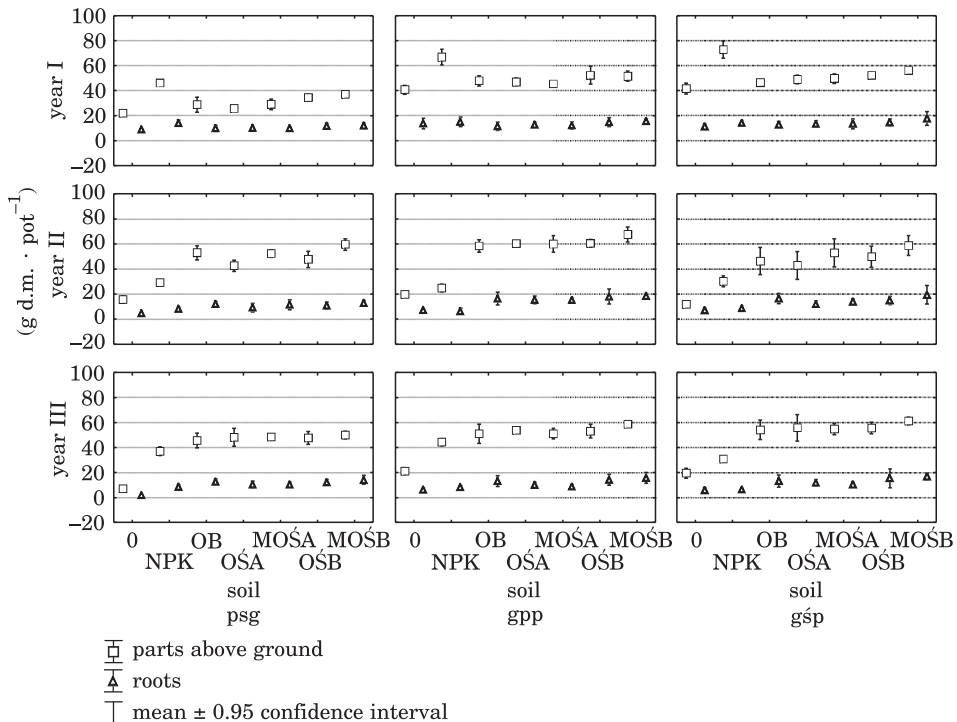 (g d.m. · pot⁻¹)
year I
100
80
60
40
20
0
−20
year II
100
80
60
40
20
0
−20
year III
100
80
60
40
20
0
−20
0 OB MOŚA MOŚB 0 OB MOŚA MOŚB 0 OB MOŚA MOŚB
NPK OŚA OŚB NPK OŚA OŚB NPK OŚA OŚB
soil soil soil
psg gpp gśp
parts above ground
roots
mean ± 0.95 confidence interval